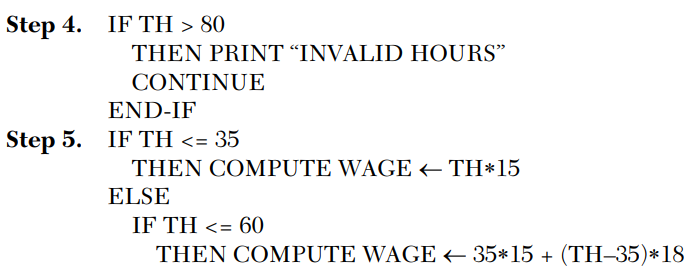 Step 4. IF TH > 80
THEN PRINT “INVALID HOURS”
CONTINUE
END-IF
Step 5. IF TH <= 35
THEN COMPUTE WAGE ← TH*15
ELSE
IF TH <= 60
THEN COMPUTE WAGE ← 35*15 + (TH–35)*18